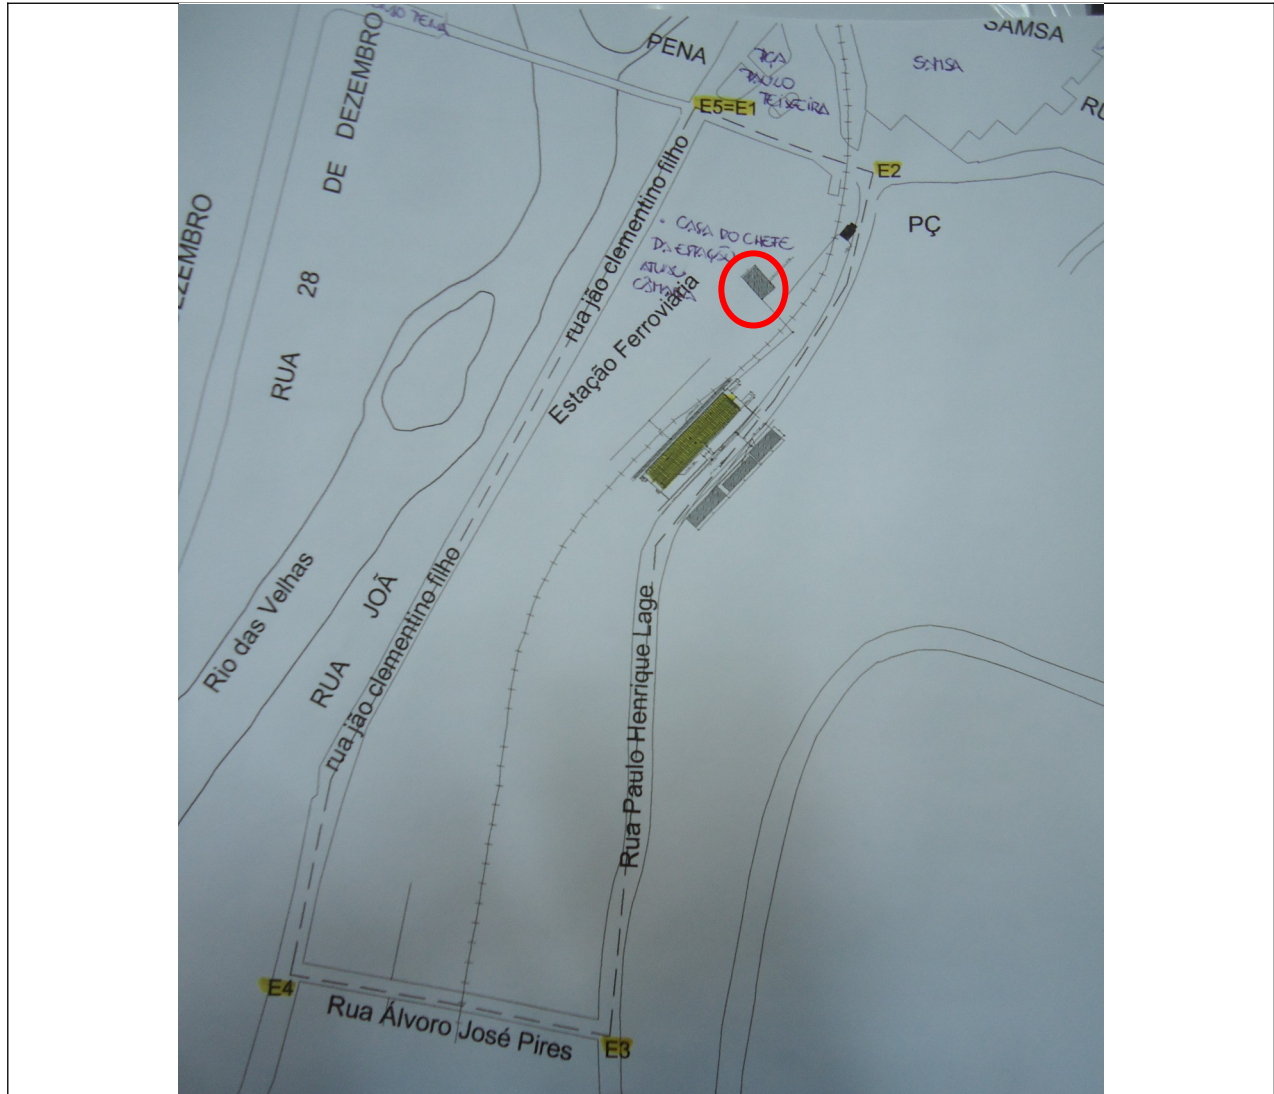 SAMSA
PENA
SAMSA
PÇA
PAULO
TEIXEIRA
E5=E1
E2
PÇ
RUA 28 DE DEZEMBRO
EZEMBRO
rua jão clementino filho
CASA DO CHEFE
DA ESTAÇÃO
ATUAL
CÂMARA
Estação Ferroviária
Rio das Velhas
RUA JOÃ
rua jão clementino filho
Rua Paulo Henrique Lage
E4
Rua Álvoro José Pires
E3